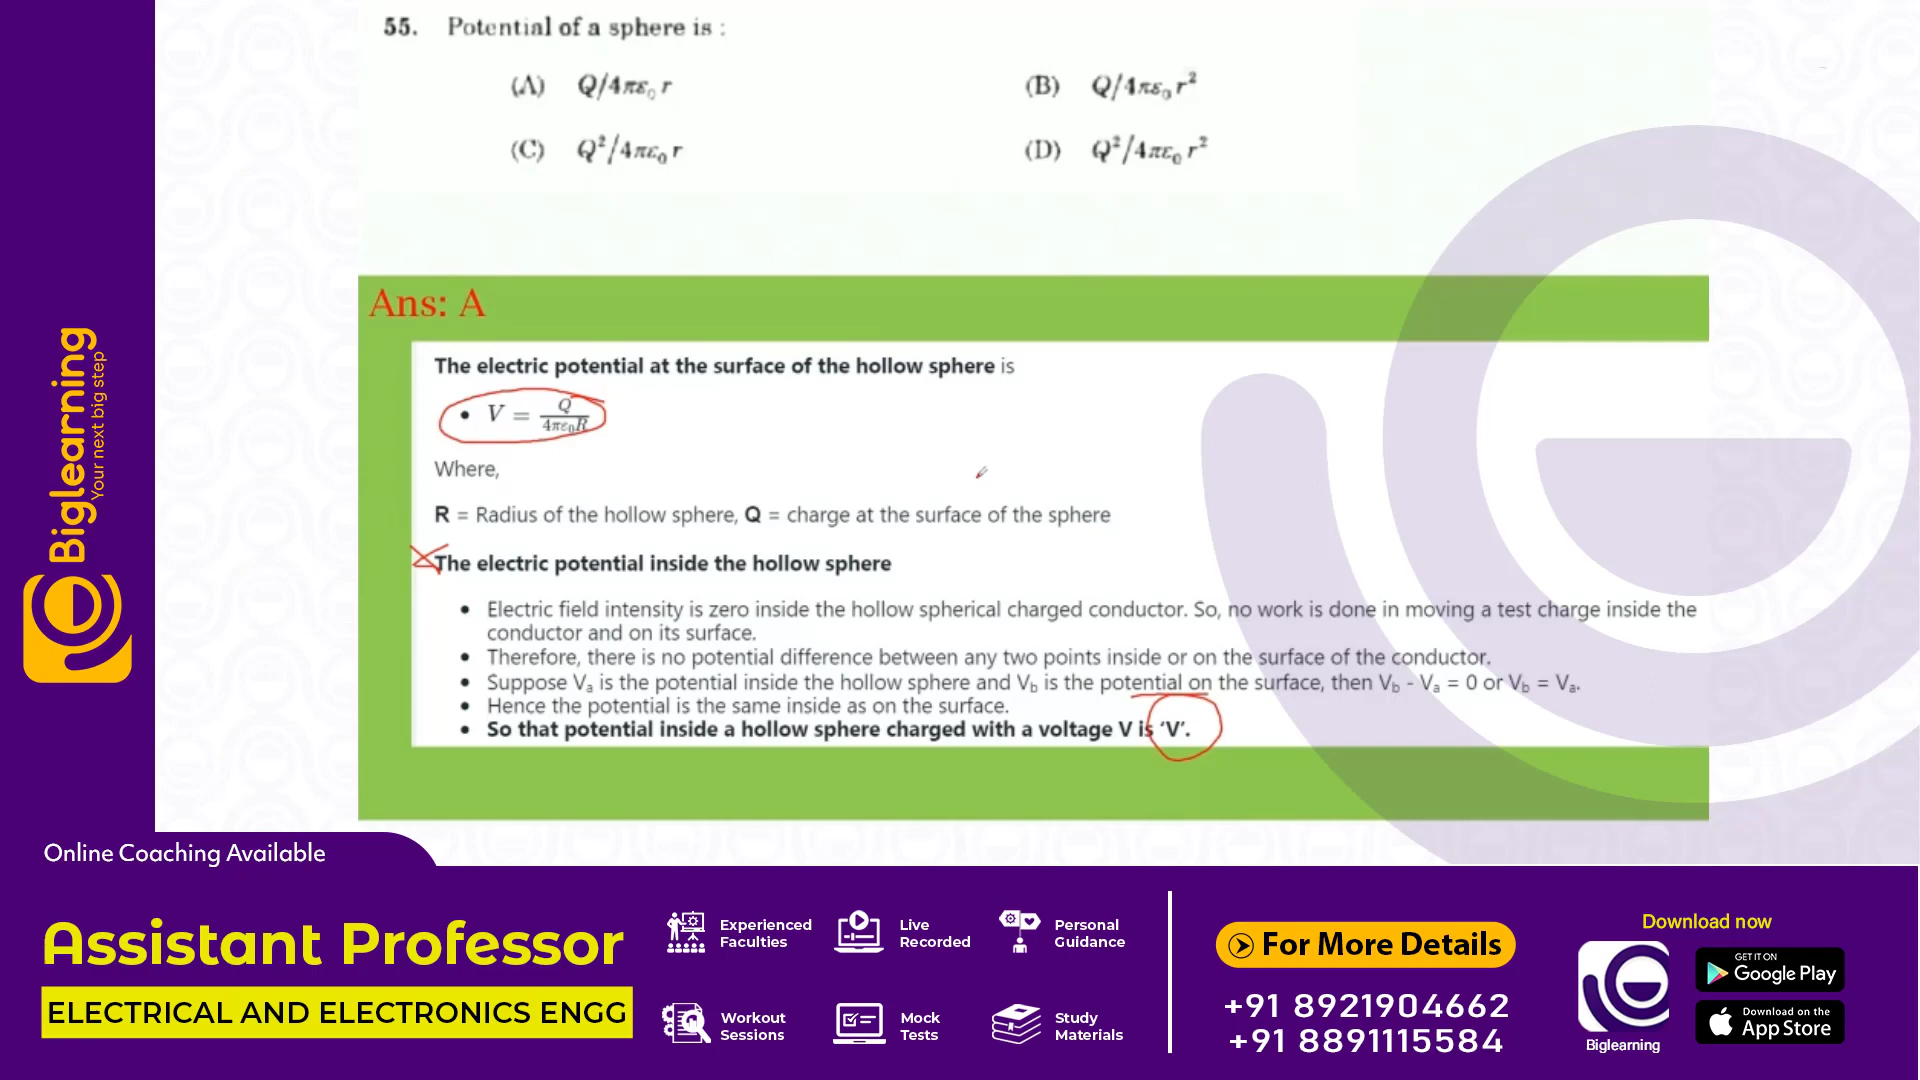 55. Potential of a sphere is :
(A) Q/4πε₀ r
(B) Q/4πε₀ r²
(C) Q²/4πε₀ r
(D) Q²/4πε₀ r²
Ans: A
The electric potential at the surface of the hollow sphere is
• V = Q/4πε₀R
Where,
R = Radius of the hollow sphere, Q = charge at the surface of the sphere
The electric potential inside the hollow sphere
• Electric field intensity is zero inside the hollow spherical charged conductor. So, no work is done in moving a test charge inside the
conductor and on its surface.
• Therefore, there is no potential difference between any two points inside or on the surface of the conductor.
• Suppose Vₐ is the potential inside the hollow sphere and V_b is the potential on the surface, then V_b - Vₐ = 0 or V_b = Vₐ.
• Hence the potential is the same inside as on the surface.
• So that potential inside a hollow sphere charged with a voltage V is ‘V’.
Biglearning
Your next big step
Online Coaching Available
Assistant Professor
ELECTRICAL AND ELECTRONICS ENGG
Experienced
Faculties
Live
Recorded
Personal
Guidance
Workout
Sessions
Mock
Tests
Study
Materials
For More Details
+91 8921904662
+91 8891115584
Download now
Biglearning
GET IT ON
Google Play
Download on the
App Store